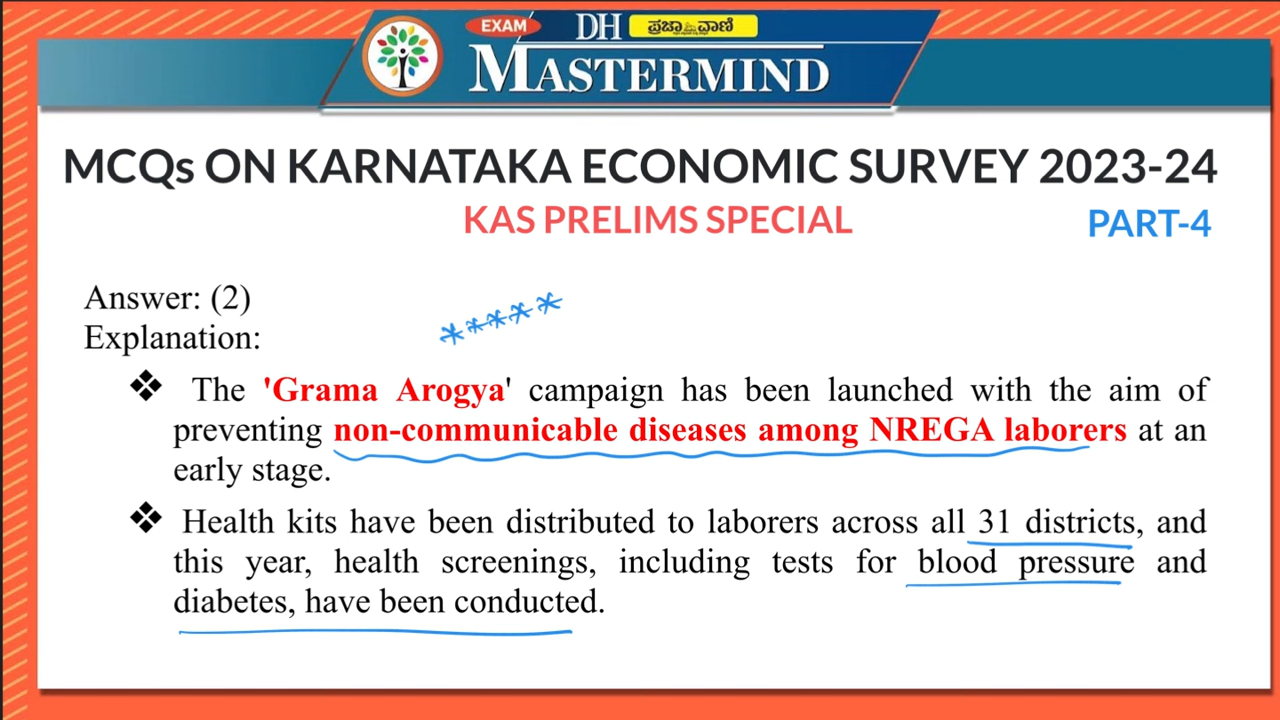 EXAM DH ಪ್ರಜಾವಾಣಿ
MASTERMIND
MCQs ON KARNATAKA ECONOMIC SURVEY 2023-24
KAS PRELIMS SPECIAL PART-4
Answer: (2)
*****
Explanation:
❖ The 'Grama Arogya' campaign has been launched with the aim of
preventing non-communicable diseases among NREGA laborers at an
early stage.
❖ Health kits have been distributed to laborers across all 31 districts, and
this year, health screenings, including tests for blood pressure and
diabetes, have been conducted.